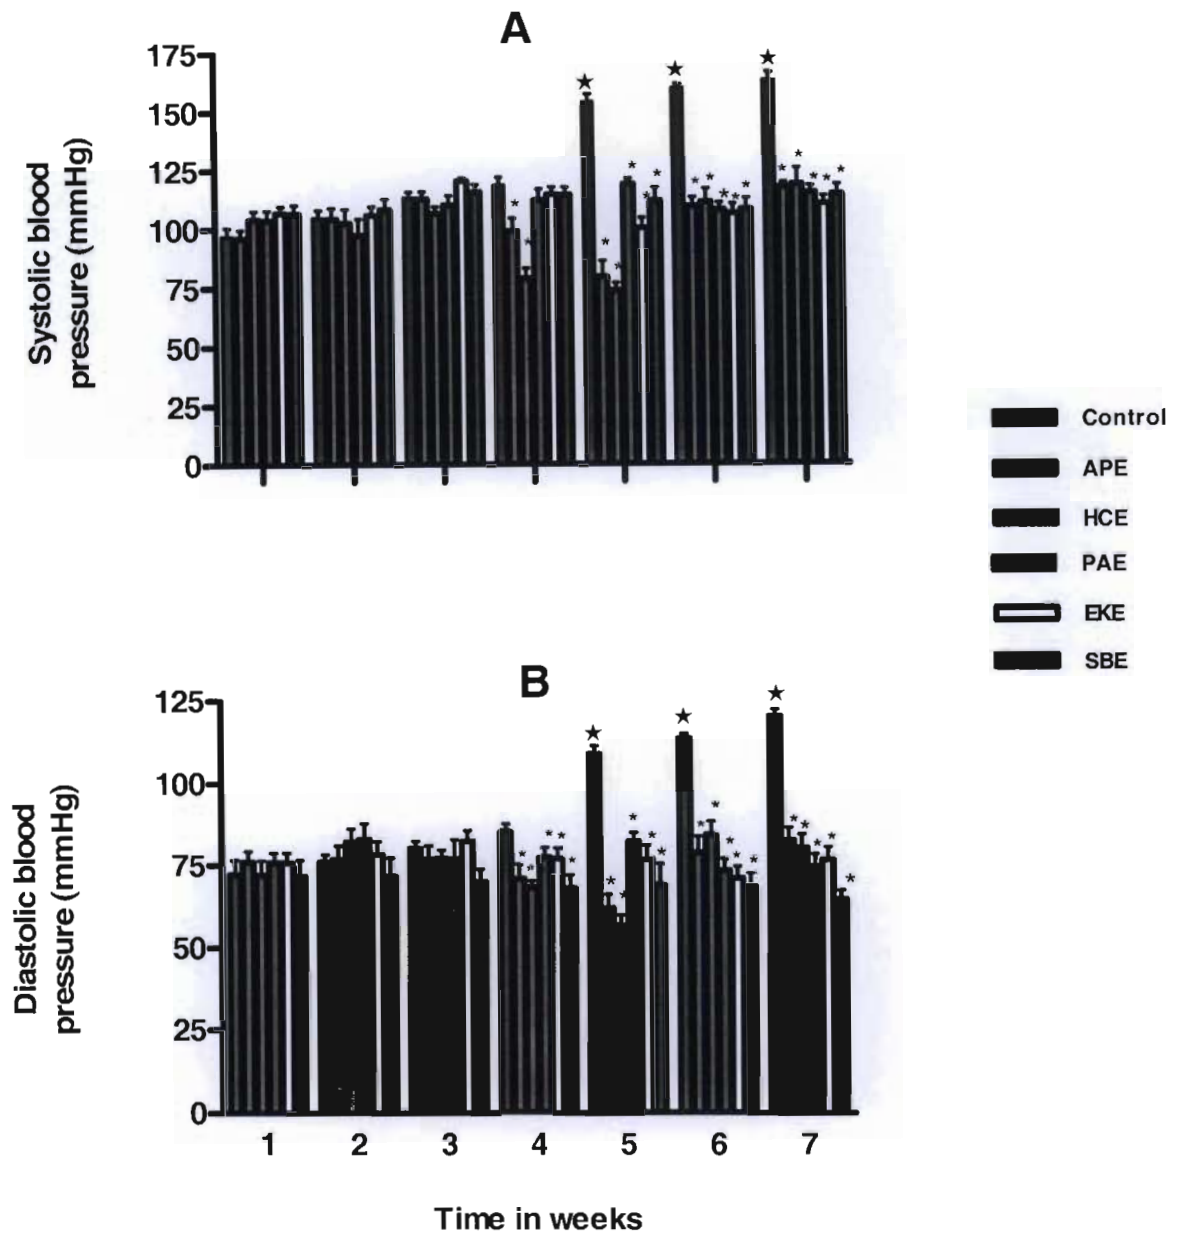 A
175
150
125
100
75
50
25
0
Systolic blood
pressure (mmHg)
Control
APE
HCE
PAE
EKE
SBE
B
125
100
75
50
25
0
Diastolic blood
pressure (mmHg)
1 2 3 4 5 6 7
Time in weeks